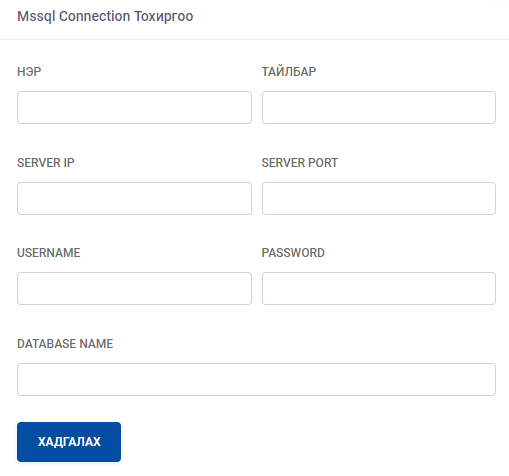 Mssql Connection Тохиргоо
НЭР
ТАЙЛБАР
SERVER IP
SERVER PORT
USERNAME
PASSWORD
DATABASE NAME
ХАДГАЛАХ